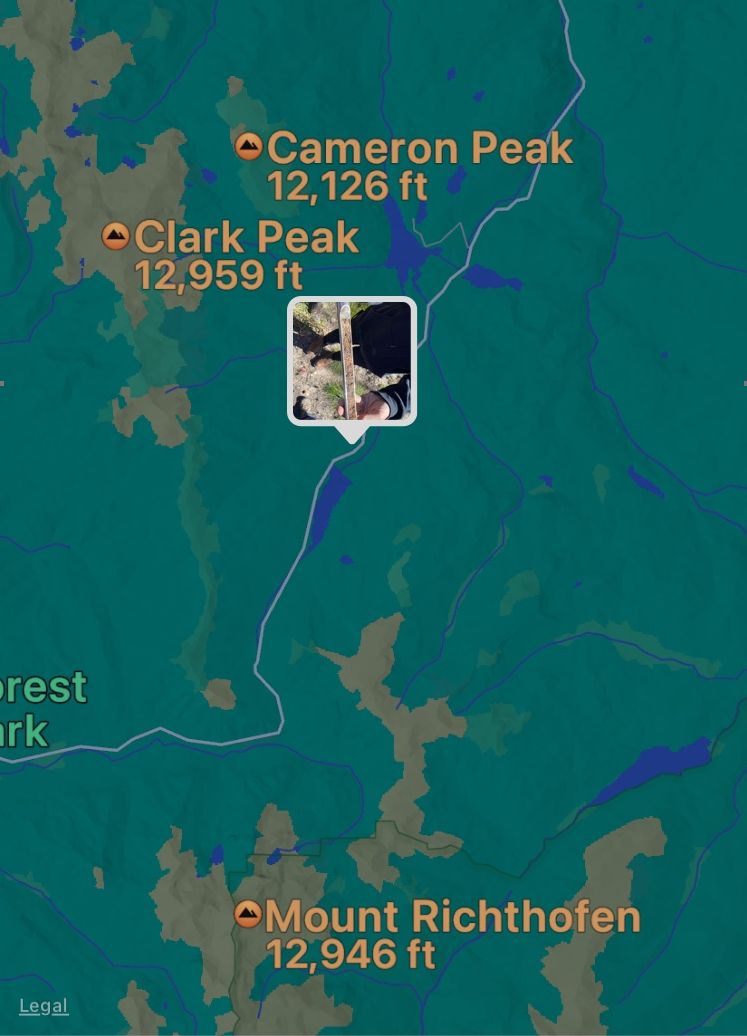 Cameron Peak
12,126 ft
Clark Peak
12,959 ft
orest
ark
Mount Richthofen
12,946 ft
Legal